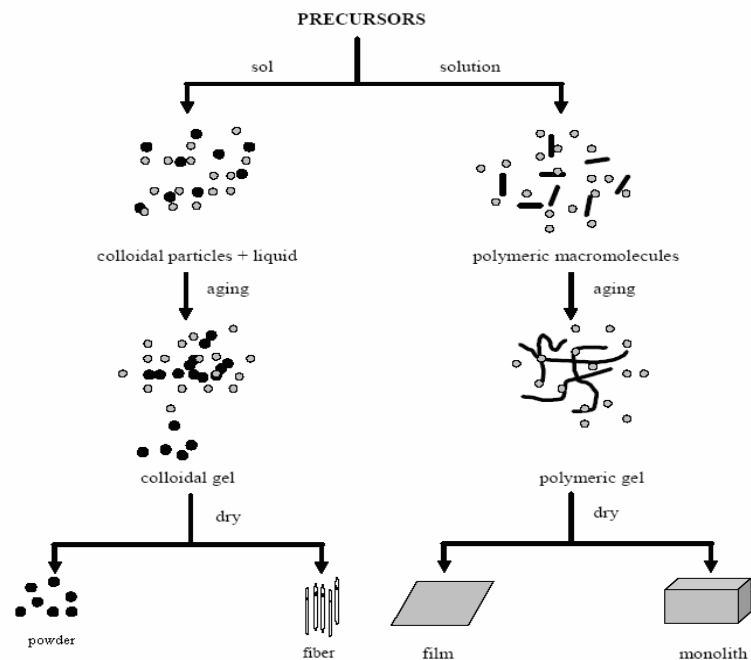 PRECURSORS
sol
solution
colloidal particles + liquid
polymeric macromolecules
aging
aging
colloidal gel
polymeric gel
dry
dry
powder
fiber
film
monolith